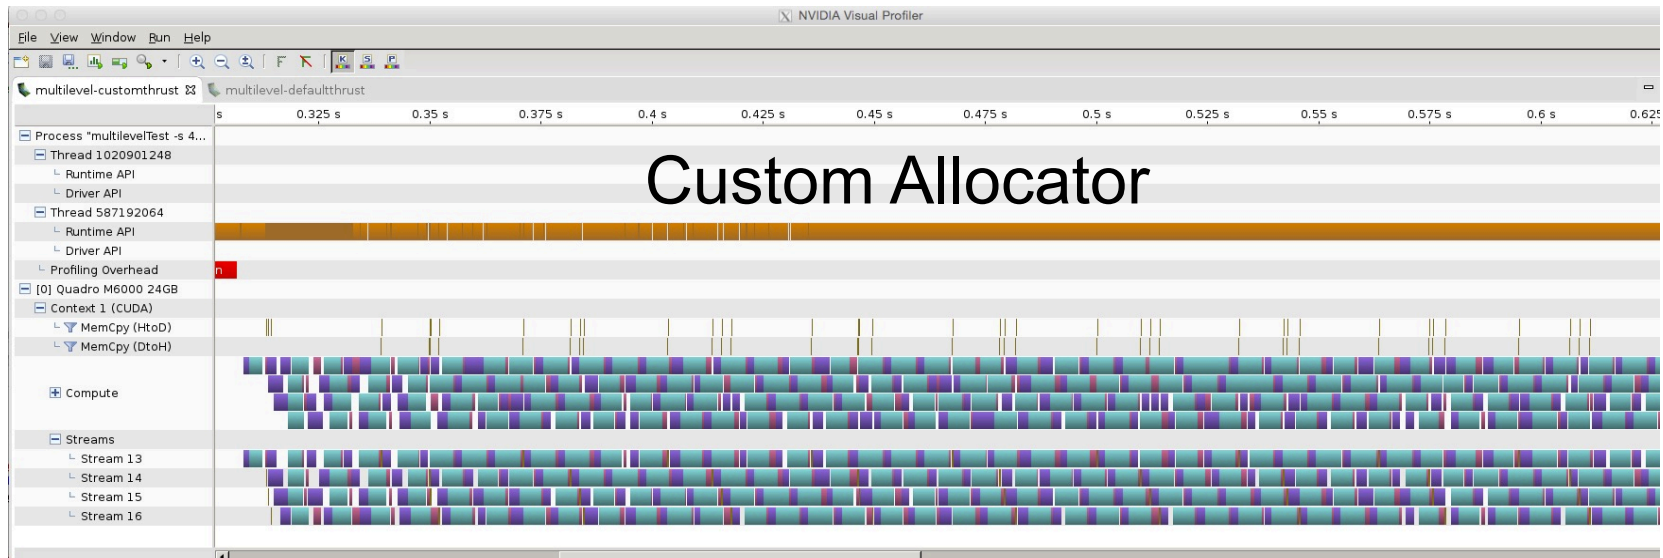 NVIDIA Visual Profiler
File View Window Run Help
K S P
multilevel-customthrust multilevel-defaultthrust
s 0.325 s 0.35 s 0.375 s 0.4 s 0.425 s 0.45 s 0.475 s 0.5 s 0.525 s 0.55 s 0.575 s 0.6 s 0.625
Process "multilevelTest -s 4...
Thread 1020901248
Runtime API
Custom Allocator
Driver API
Thread 587192064
Runtime API
Driver API
Profiling Overhead n
[0] Quadro M6000 24GB
Context 1 (CUDA)
MemCpy (HtoD)
MemCpy (DtoH)
Compute
Streams
Stream 13
Stream 14
Stream 15
Stream 16